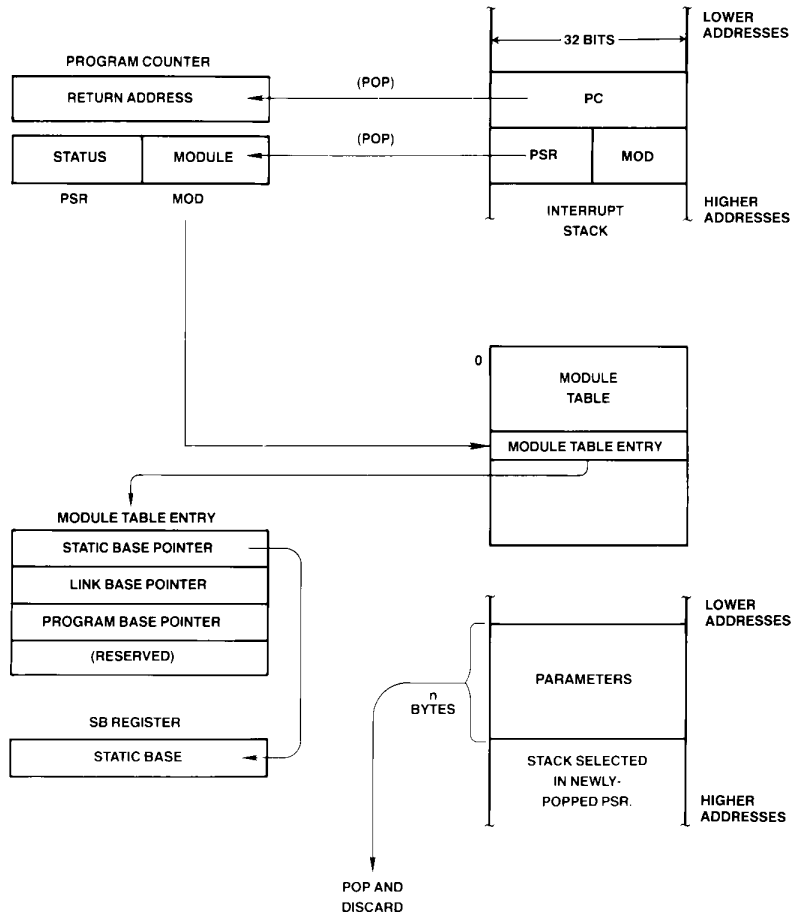 LOWER
ADDRESSES
32 BITS
PROGRAM COUNTER
RETURN ADDRESS
(POP)
PC
STATUS
MODULE
(POP)
PSR
MOD
PSR
MOD
INTERRUPT
STACK
HIGHER
ADDRESSES
0
MODULE
TABLE
MODULE TABLE ENTRY
MODULE TABLE ENTRY
STATIC BASE POINTER
LINK BASE POINTER
PROGRAM BASE POINTER
(RESERVED)
SB REGISTER
STATIC BASE
LOWER
ADDRESSES
PARAMETERS
n
BYTES
STACK SELECTED
IN NEWLY-
POPPED PSR.
HIGHER
ADDRESSES
POP AND
DISCARD